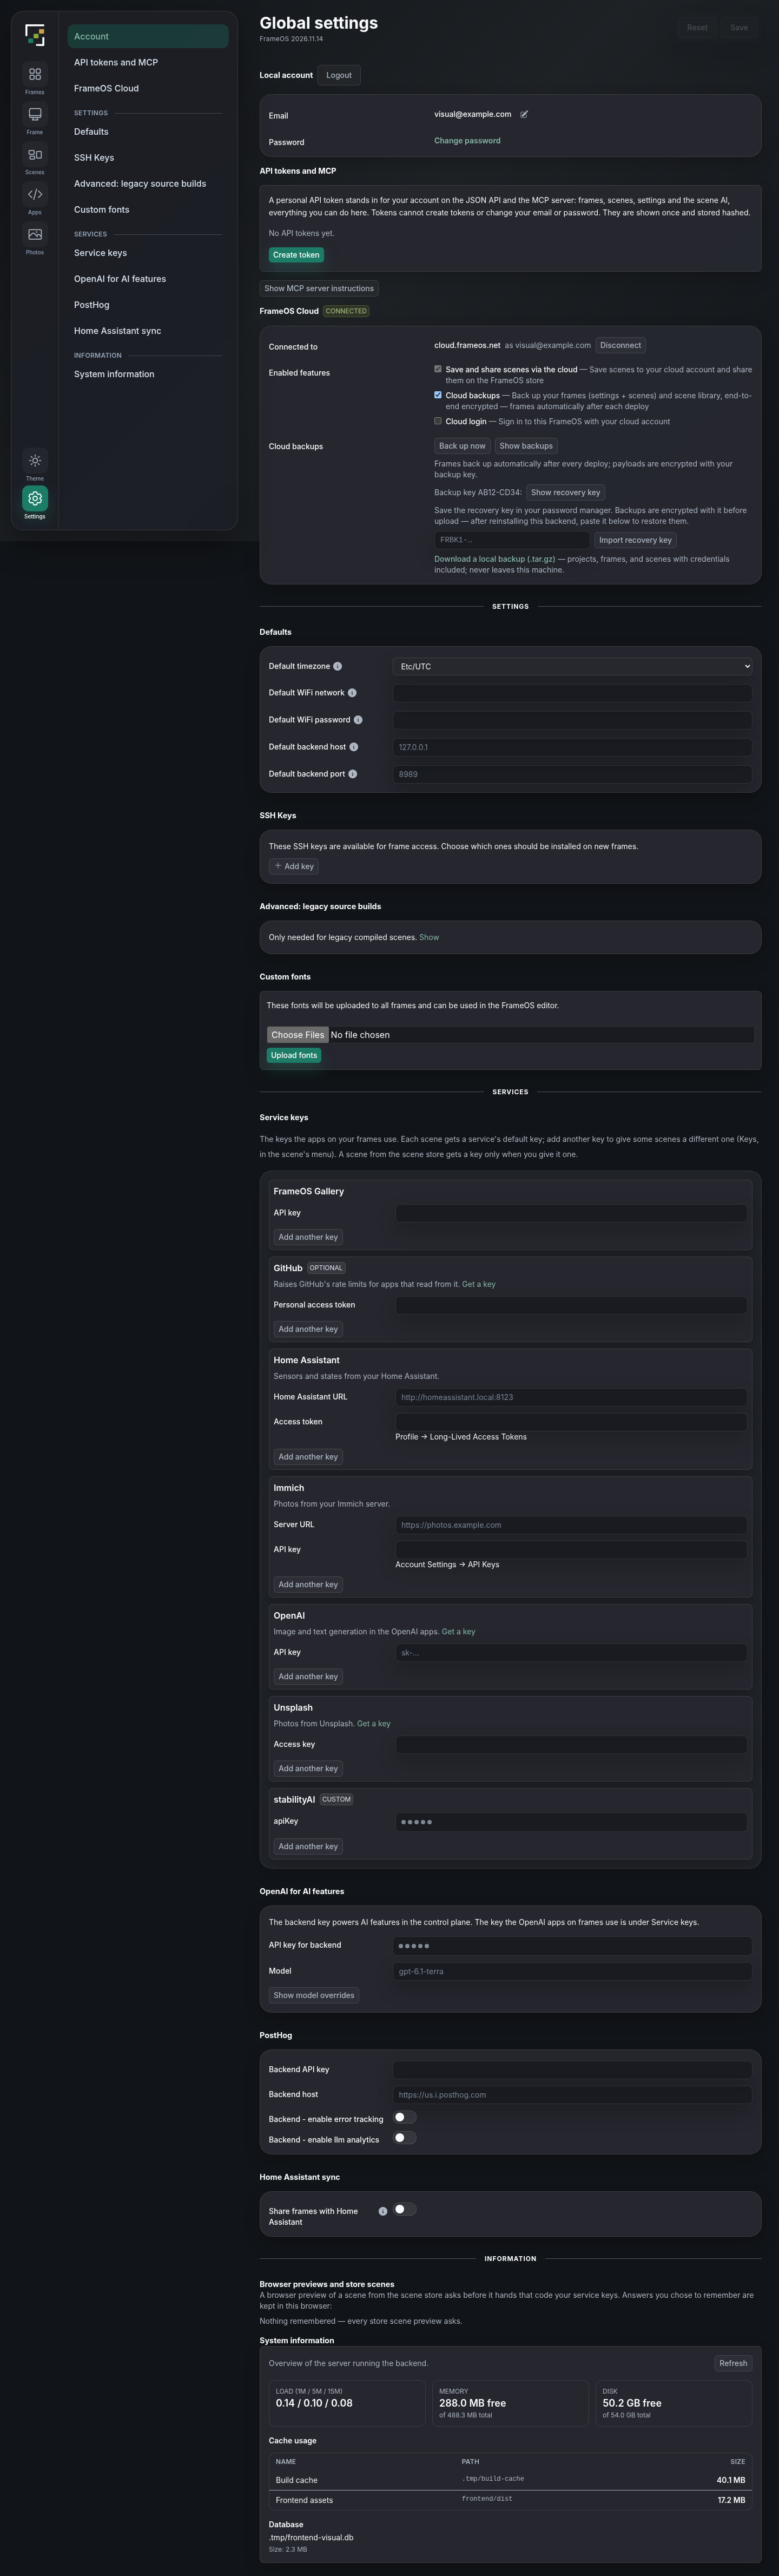 Frames
Frame
Scenes
Apps
Photos
Theme
Settings
Account
API tokens and MCP
FrameOS Cloud
SETTINGS
Defaults
SSH Keys
Advanced: legacy source builds
Custom fonts
SERVICES
Service keys
OpenAI for AI features
PostHog
Home Assistant sync
INFORMATION
System information
Global settings
FrameOS 2026.11.14
Reset Save
Local account Logout
Email visual@example.com
Password Change password
API tokens and MCP
A personal API token stands in for your account on the JSON API and the MCP server: frames, scenes, settings and the scene AI,
everything you can do here. Tokens cannot create tokens or change your email or password. They are shown once and stored hashed.
No API tokens yet.
Create token
Show MCP server instructions
FrameOS Cloud CONNECTED
Connected to cloud.frameos.net as visual@example.com Disconnect
Enabled features Save and share scenes via the cloud — Save scenes to your cloud account and share
them on the FrameOS store
Cloud backups — Back up your frames (settings + scenes) and scene library, end-to-
end encrypted — frames automatically after each deploy
Cloud login — Sign in to this FrameOS with your cloud account
Cloud backups Back up now Show backups
Frames back up automatically after every deploy; payloads are encrypted with your
backup key.
Backup key AB12-CD34: Show recovery key
Save the recovery key in your password manager. Backups are encrypted with it before
upload — after reinstalling this backend, paste it below to restore them.
FRBK1-… Import recovery key
Download a local backup (.tar.gz) — projects, frames, and scenes with credentials
included; never leaves this machine.
SETTINGS
Defaults
Default timezone Etc/UTC
Default WiFi network
Default WiFi password
Default backend host 127.0.0.1
Default backend port 8989
SSH Keys
These SSH keys are available for frame access. Choose which ones should be installed on new frames.
+ Add key
Advanced: legacy source builds
Only needed for legacy compiled scenes. Show
Custom fonts
These fonts will be uploaded to all frames and can be used in the FrameOS editor.
Choose Files No file chosen
Upload fonts
SERVICES
Service keys
The keys the apps on your frames use. Each scene gets a service's default key; add another key to give some scenes a different one (Keys,
in the scene's menu). A scene from the scene store gets a key only when you give it one.
FrameOS Gallery
API key
Add another key
GitHub OPTIONAL
Raises GitHub's rate limits for apps that read from it. Get a key
Personal access token
Add another key
Home Assistant
Sensors and states from your Home Assistant.
Home Assistant URL http://homeassistant.local:8123
Access token
Profile → Long-Lived Access Tokens
Add another key
Immich
Photos from your Immich server.
Server URL https://photos.example.com
API key
Account Settings → API Keys
Add another key
OpenAI
Image and text generation in the OpenAI apps. Get a key
API key sk-...
Add another key
Unsplash
Photos from Unsplash. Get a key
Access key
Add another key
stabilityAI CUSTOM
apiKey
Add another key
OpenAI for AI features
The backend key powers AI features in the control plane. The key the OpenAI apps on frames use is under Service keys.
API key for backend
Model gpt-6.1-terra
Show model overrides
PostHog
Backend API key
Backend host https://us.i.posthog.com
Backend - enable error tracking
Backend - enable llm analytics
Home Assistant sync
Share frames with Home
Assistant
INFORMATION
Browser previews and store scenes
A browser preview of a scene from the scene store asks before it hands that code your service keys. Answers you chose to remember are
kept in this browser:
Nothing remembered — every store scene preview asks.
System information
Overview of the server running the backend. Refresh
LOAD (1M / 5M / 15M) MEMORY DISK
0.14 / 0.10 / 0.08 288.0 MB free 50.2 GB free
of 488.3 MB total of 54.0 GB total
Cache usage
NAME PATH SIZE
Build cache .tmp/build-cache 40.1 MB
Frontend assets frontend/dist 17.2 MB
Database
.tmp/frontend-visual.db
Size: 2.3 MB